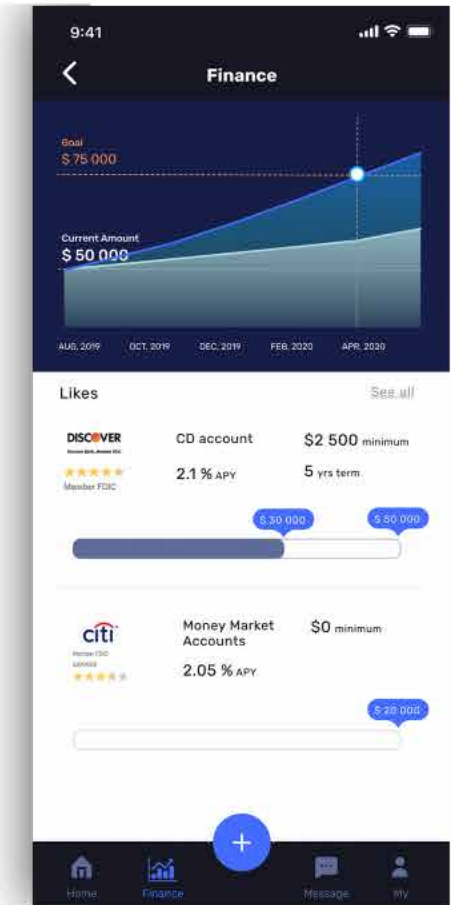 9:41
Finance
Goal
$ 75 000
Current Amount
$ 50 000
AUG, 2019 OCT, 2019 DEC, 2019 FEB, 2020 APR, 2020
Likes See all
DISCOVER
CD account $2 500 minimum
2.1 % APY 5 yrs term
Member FDIC
$ 30 000 $ 50 000
citi
Money Market $0 minimum
Accounts
2.05 % APY
$ 20 000
+
Home Finance Message My